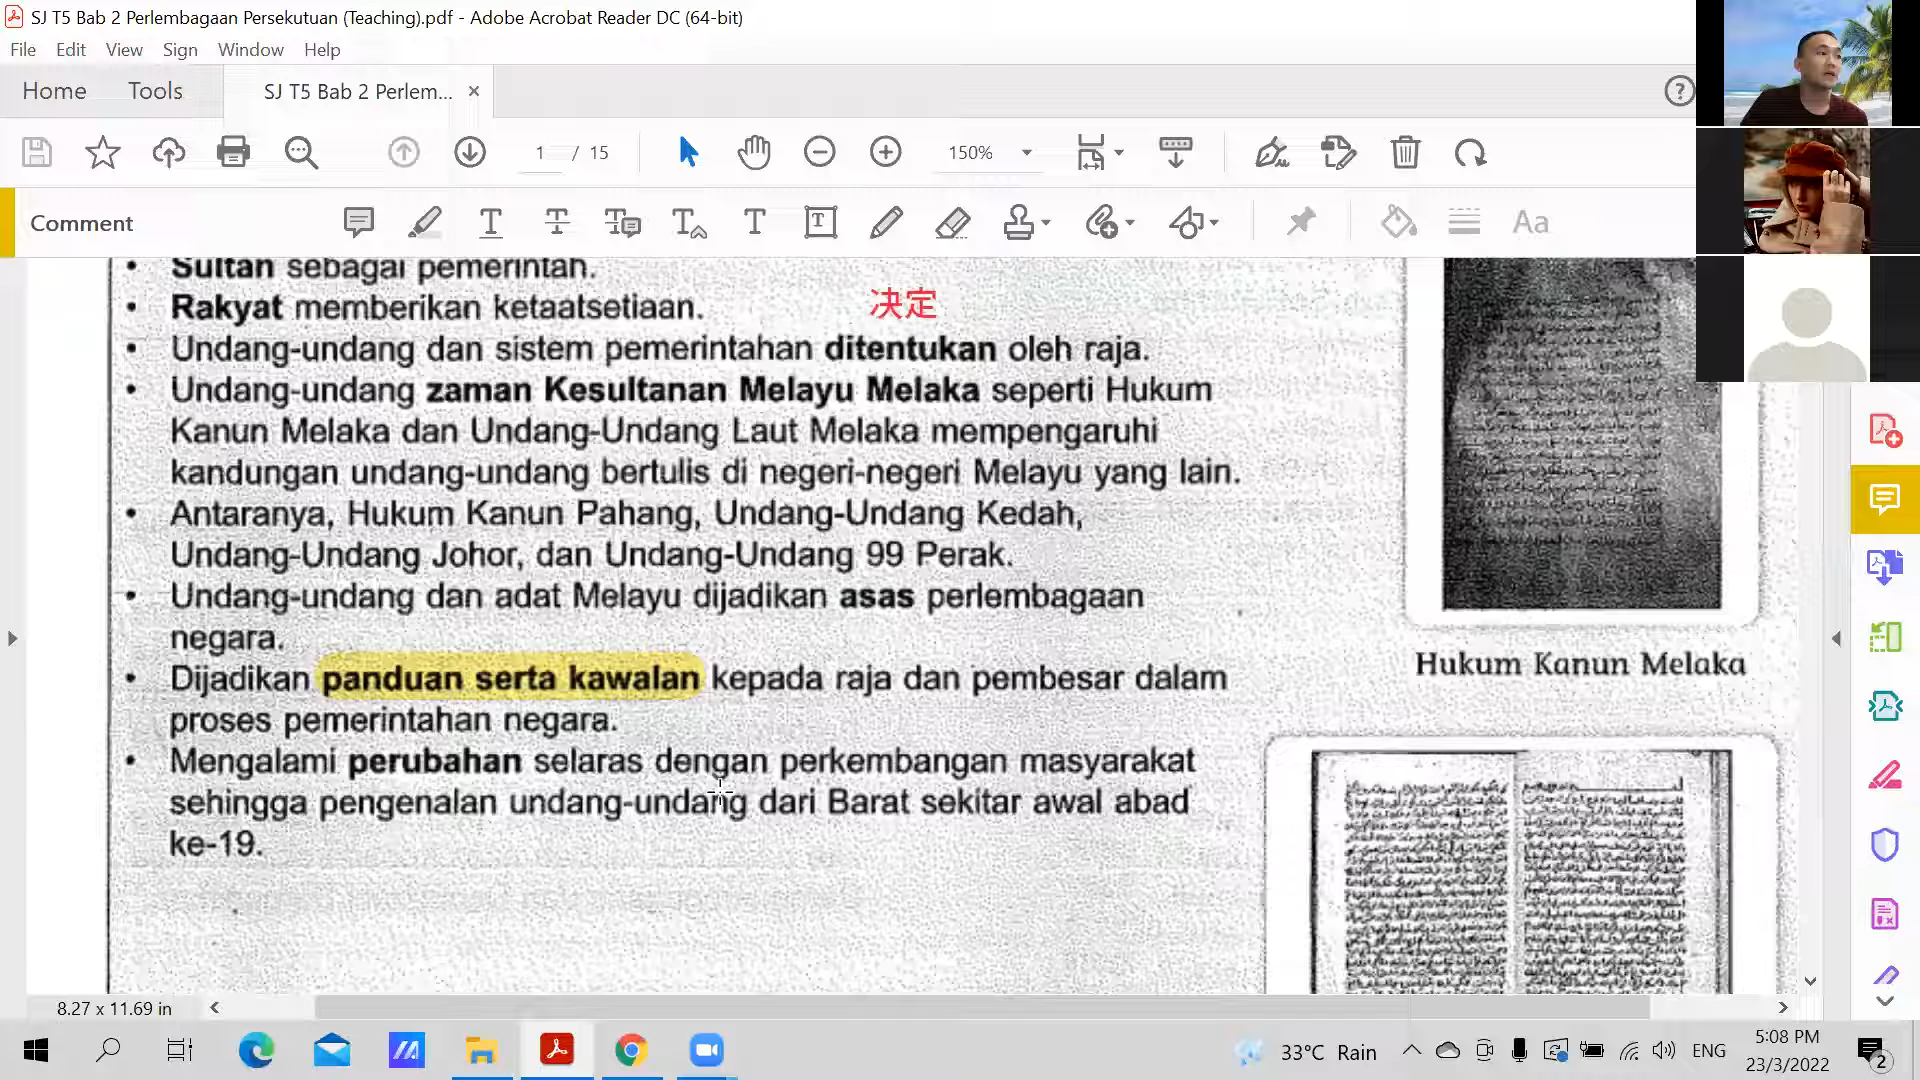 SJ T5 Bab 2 Perlembagaan Persekutuan (Teaching).pdf - Adobe Acrobat Reader DC (64-bit)
File Edit View Sign Window Help
Home Tools SJ T5 Bab 2 Perlem... ×
1 / 15 150%
Comment
Aa
• Sultan sebagai pemerintah.
• Rakyat memberikan ketaatsetiaan.
决定
• Undang-undang dan sistem pemerintahan ditentukan oleh raja.
• Undang-undang zaman Kesultanan Melayu Melaka seperti Hukum
Kanun Melaka dan Undang-Undang Laut Melaka mempengaruhi
kandungan undang-undang bertulis di negeri-negeri Melayu yang lain.
• Antaranya, Hukum Kanun Pahang, Undang-Undang Kedah,
Undang-Undang Johor, dan Undang-Undang 99 Perak.
• Undang-undang dan adat Melayu dijadikan asas perlembagaan
negara.
• Dijadikan panduan serta kawalan kepada raja dan pembesar dalam
proses pemerintahan negara.
• Mengalami perubahan selaras dengan perkembangan masyarakat
sehingga pengenalan undang-undang dari Barat sekitar awal abad
ke-19.
Hukum Kanun Melaka
8.27 x 11.69 in
33°C Rain
ENG
5:08 PM
23/3/2022
2